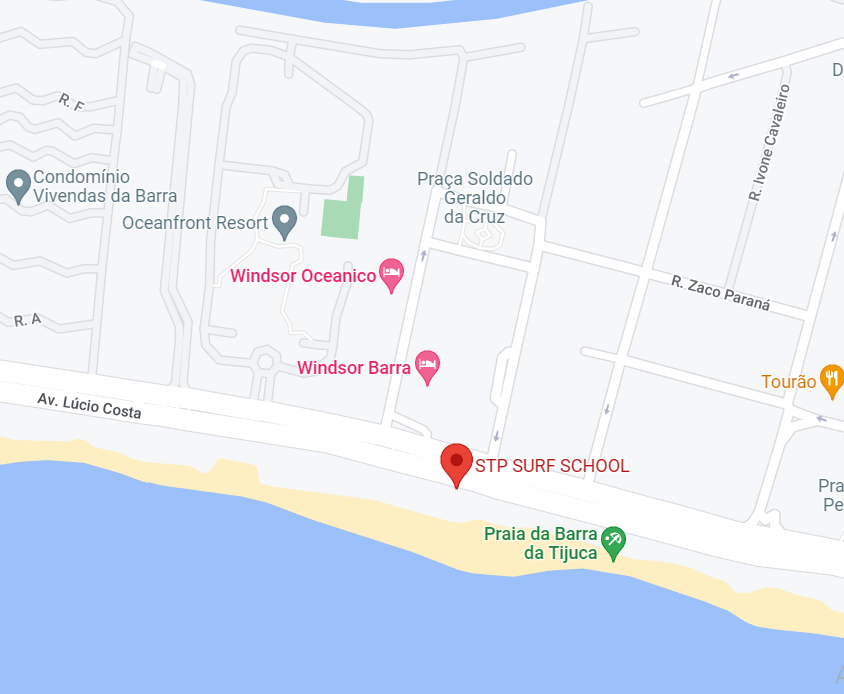 D
R. F
R. Ivone Cavaleiro
Condomínio
Vivendas da Barra
Praça Soldado
Geraldo
da Cruz
Oceanfront Resort
Windsor Oceanico
R. Zaco Paraná
R. A
Windsor Barra
Tourão
Av. Lúcio Costa
STP SURF SCHOOL
Pra
Pe
Praia da Barra
da Tijuca